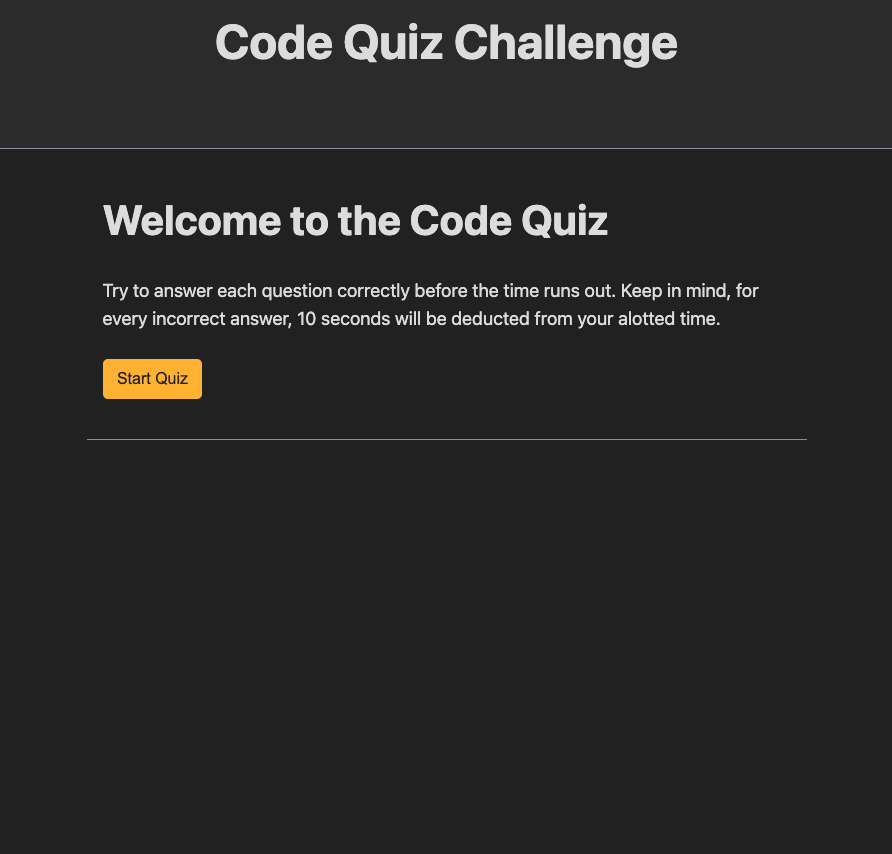 Code Quiz Challenge
Welcome to the Code Quiz
Try to answer each question correctly before the time runs out. Keep in mind, for
every incorrect answer, 10 seconds will be deducted from your alotted time.
Start Quiz